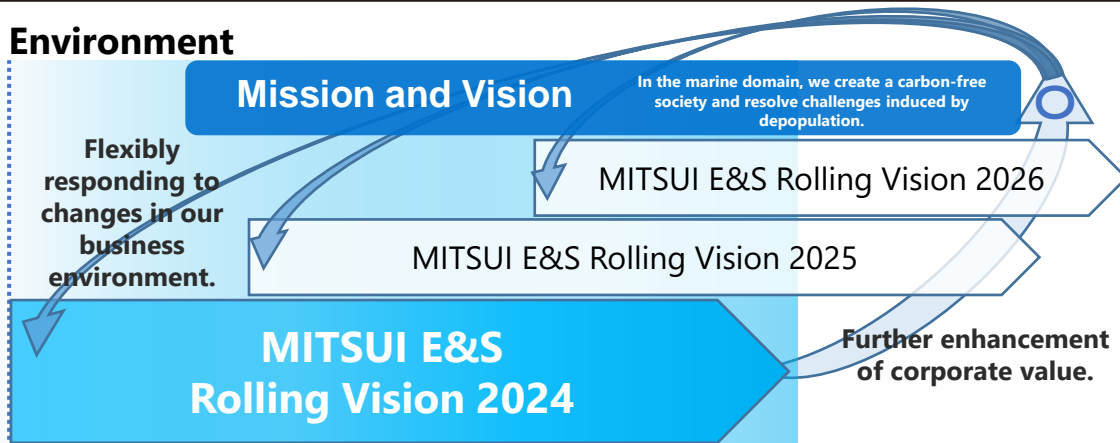 Environment
Mission and Vision
In the marine domain, we create a carbon-free
society and resolve challenges induced by
depopulation.
Flexibly
responding to
changes in our
business
environment.
MITSUI E&S Rolling Vision 2026
MITSUI E&S Rolling Vision 2025
MITSUI E&S
Rolling Vision 2024
Further enhancement
of corporate value.